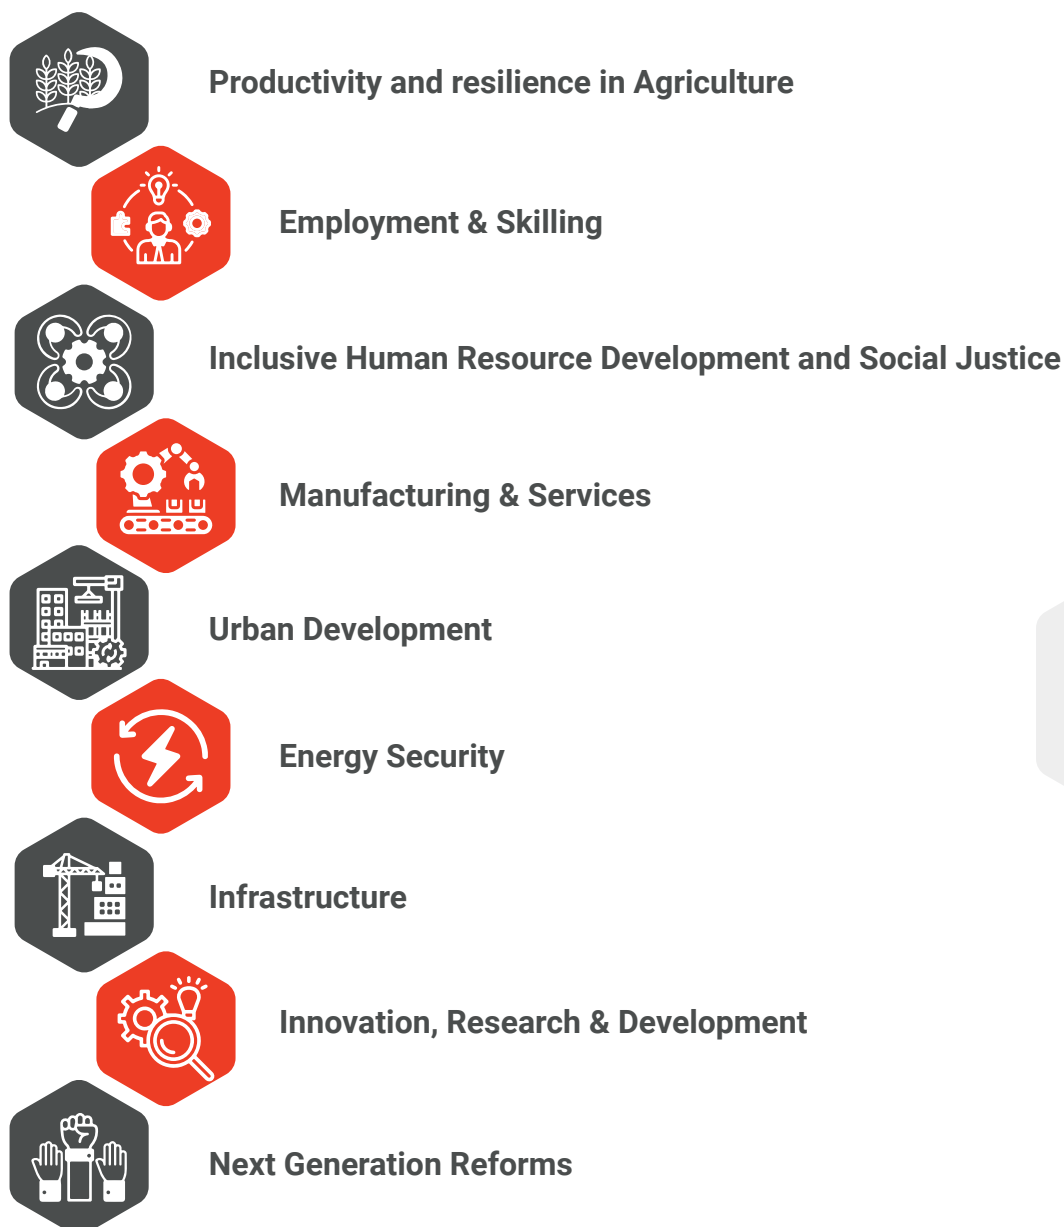 Productivity and resilience in Agriculture
Employment & Skilling
Inclusive Human Resource Development and Social Justice
Manufacturing & Services
Urban Development
Energy Security
Infrastructure
Innovation, Research & Development
Next Generation Reforms